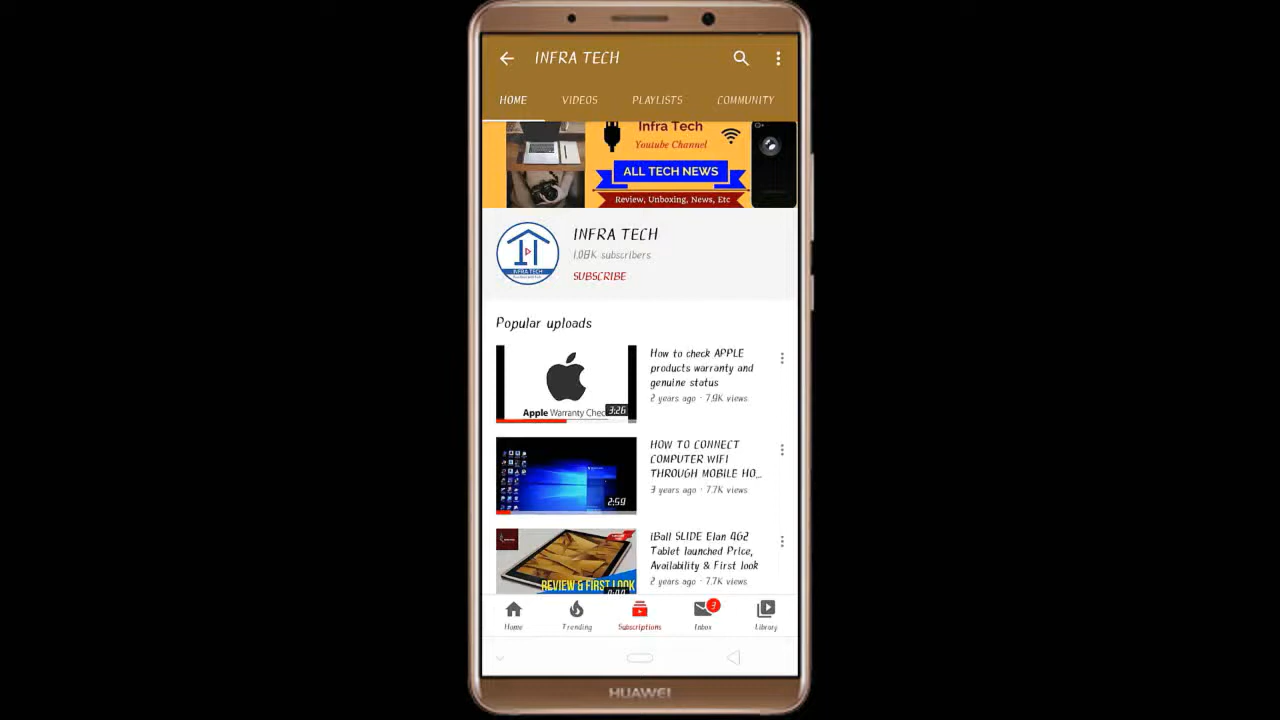 INFRA TECH
HOME VIDEOS PLAYLISTS COMMUNITY
Infra Tech
Youtube Channel
ALL TECH NEWS
Review, Unboxing, News, Etc
INFRA TECH
INFRA TECH
1.08K subscribers
SUBSCRIBE
Popular uploads
Apple Warranty Chec
3:26
How to check APPLE
products warranty and
genuine status
2 years ago · 7.9K views
2:59
HOW TO CONNECT
COMPUTER WIFI
THROUGH MOBILE HO...
3 years ago · 7.7K views
REVIEW & FIRST LOOK
iBall SLIDE Elan 4G2
Tablet launched Price,
Availability & First look
2 years ago · 7.7K views
Home Trending Subscriptions Inbox Library
HUAWEI